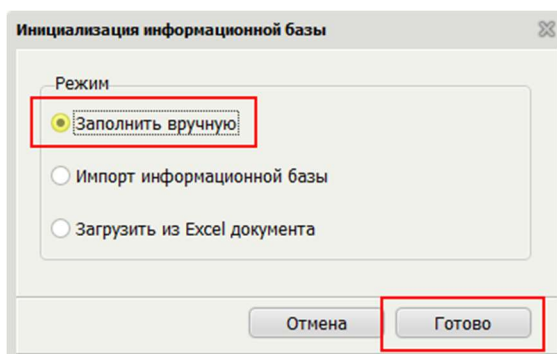 Инициализация информационной базы
Режим
Заполнить вручную
Импорт информационной базы
Загрузить из Excel документа
Отмена
Готово